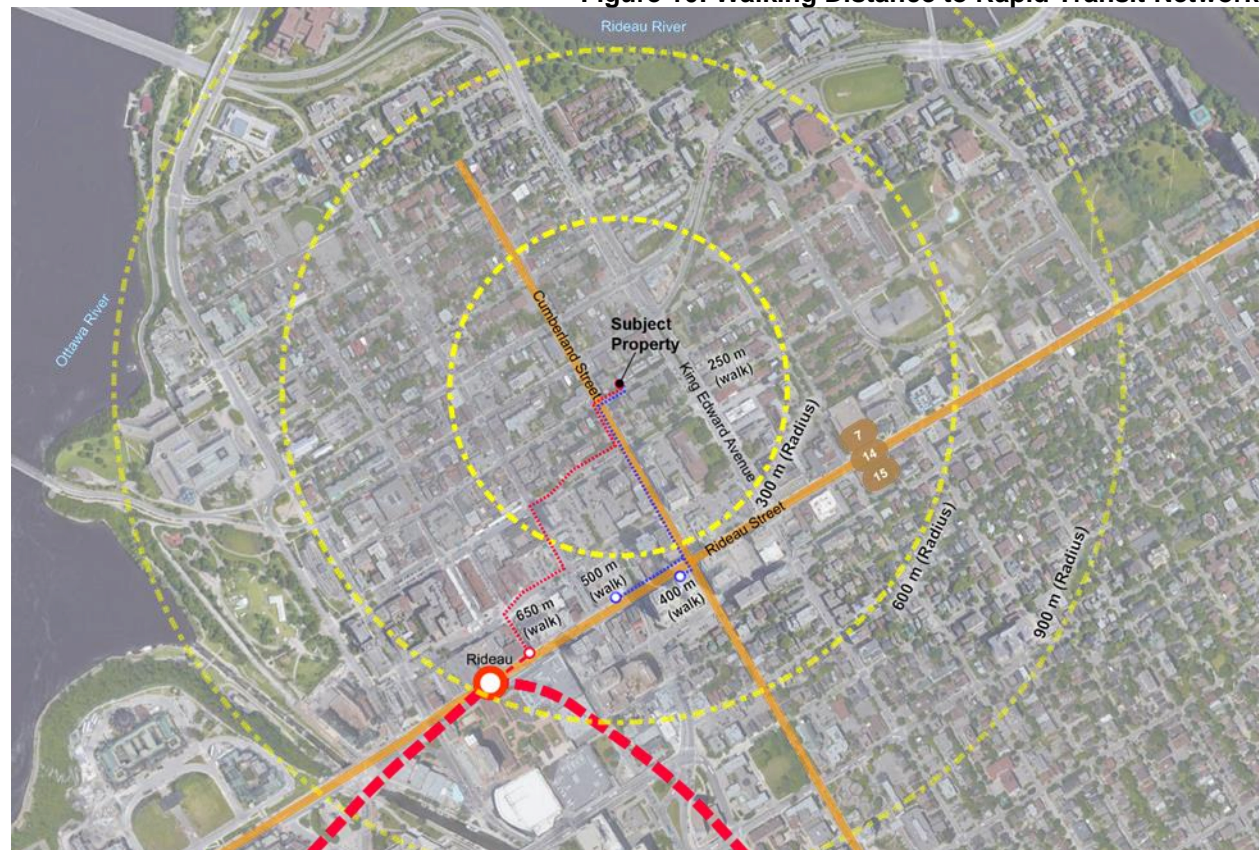 Figure 10: Walking Distance to Rapid Transit Network
Rideau River
Ottawa River
Cumberland Street
Subject
Property
250 m
(walk)
King Edward Avenue
300 m (Radius)
7
14
15
Rideau Street
500 m
(walk)
400 m
(walk)
600 m (Radius)
650 m
(walk)
900 m (Radius)
Rideau